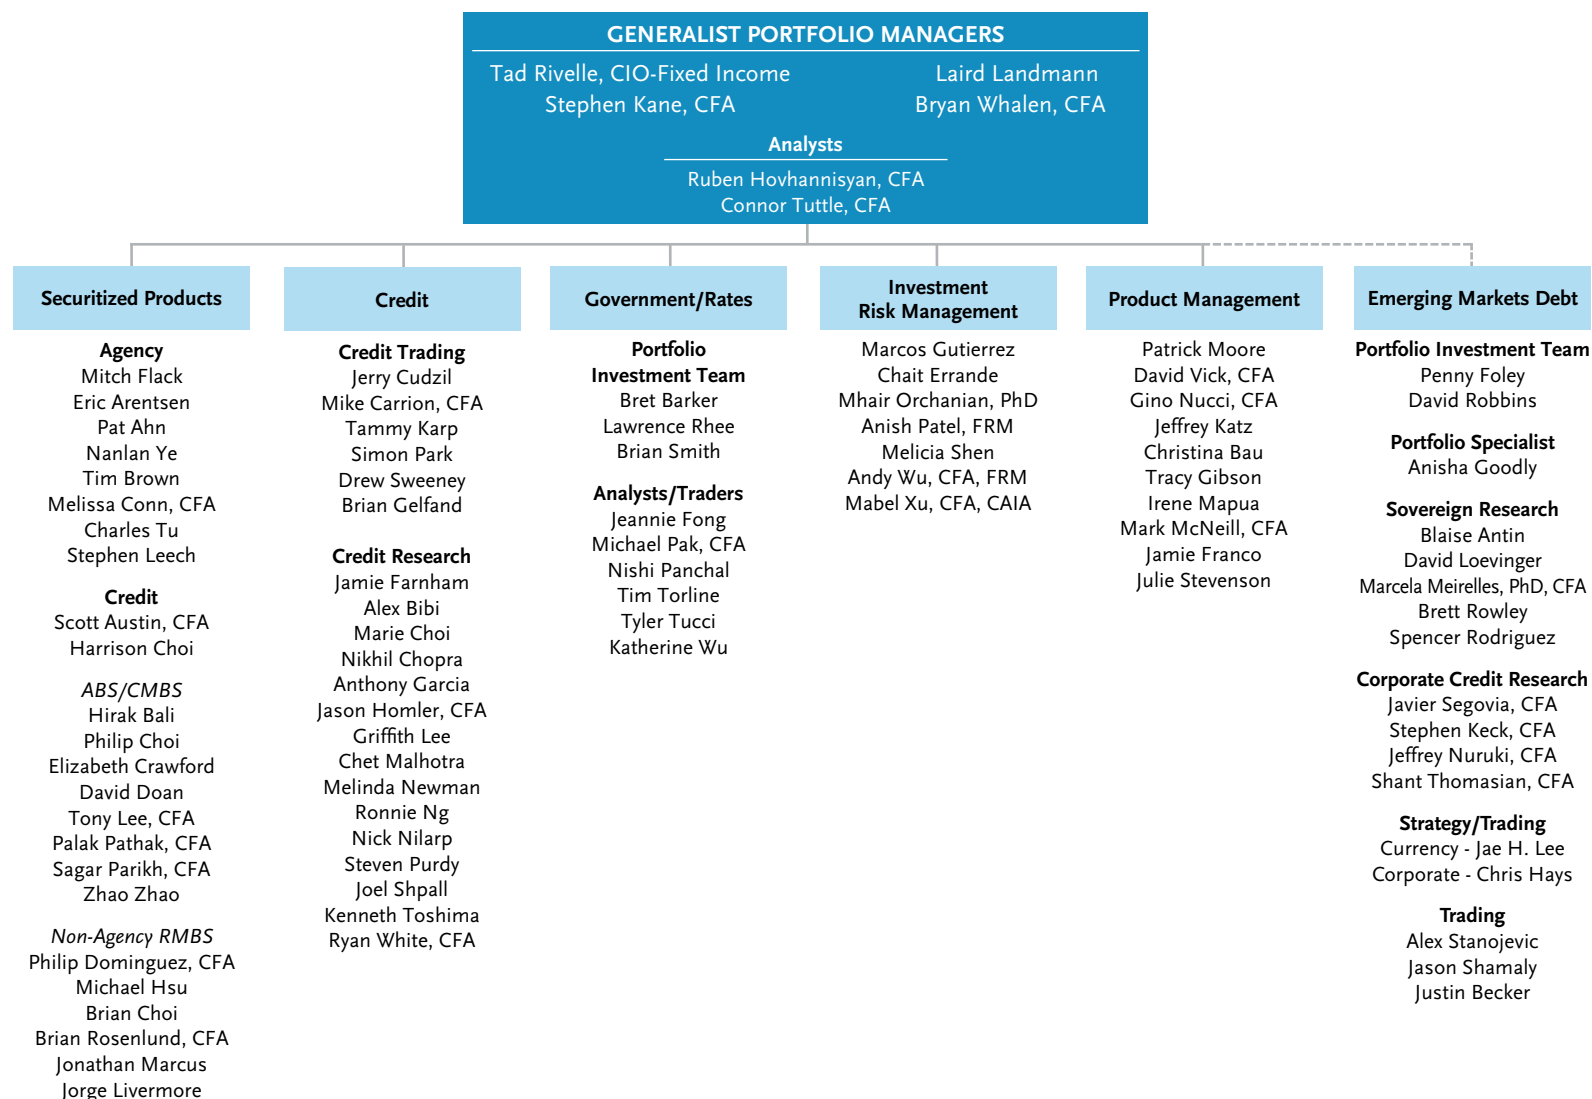 GENERALIST PORTFOLIO MANAGERS
Tad Rivelle, CIO-Fixed Income
Laird Landmann
Stephen Kane, CFA
Bryan Whalen, CFA
Analysts
Ruben Hovhannisyan, CFA
Connor Tuttle, CFA
Securitized Products
Agency
Mitch Flack
Eric Arentsen
Pat Ahn
Nanlan Ye
Tim Brown
Melissa Conn, CFA
Charles Tu
Stephen Leech
Credit
Scott Austin, CFA
Harrison Choi
ABS/CMBS
Hirak Bali
Philip Choi
Elizabeth Crawford
David Doan
Tony Lee, CFA
Palak Pathak, CFA
Sagar Parikh, CFA
Zhao Zhao
Non-Agency RMBS
Philip Dominguez, CFA
Michael Hsu
Brian Choi
Brian Rosenlund, CFA
Jonathan Marcus
Jorge Livermore
Credit
Credit Trading
Jerry Cudzil
Mike Carrion, CFA
Tammy Karp
Simon Park
Drew Sweeney
Brian Gelfand
Credit Research
Jamie Farnham
Alex Bibi
Marie Choi
Nikhil Chopra
Anthony Garcia
Jason Homler, CFA
Griffith Lee
Chet Malhotra
Melinda Newman
Ronnie Ng
Nick Nilarp
Steven Purdy
Joel Shpall
Kenneth Toshima
Ryan White, CFA
Government/Rates
Portfolio
Investment Team
Bret Barker
Lawrence Rhee
Brian Smith
Analysts/Traders
Jeannie Fong
Michael Pak, CFA
Nishi Panchal
Tim Torline
Tyler Tucci
Katherine Wu
Investment
Risk Management
Marcos Gutierrez
Chait Errande
Mhair Orchanian, PhD
Anish Patel, FRM
Melicia Shen
Andy Wu, CFA, FRM
Mabel Xu, CFA, CAIA
Product Management
Patrick Moore
David Vick, CFA
Gino Nucci, CFA
Jeffrey Katz
Christina Bau
Tracy Gibson
Irene Mapua
Mark McNeill, CFA
Jamie Franco
Julie Stevenson
Emerging Markets Debt
Portfolio Investment Team
Penny Foley
David Robbins
Portfolio Specialist
Anisha Goodly
Sovereign Research
Blaise Antin
David Loevinger
Marcela Meirelles, PhD, CFA
Brett Rowley
Spencer Rodriguez
Corporate Credit Research
Javier Segovia, CFA
Stephen Keck, CFA
Jeffrey Nuruki, CFA
Shant Thomasian, CFA
Strategy/Trading
Currency - Jae H. Lee
Corporate - Chris Hays
Trading
Alex Stanojevic
Jason Shamaly
Justin Becker